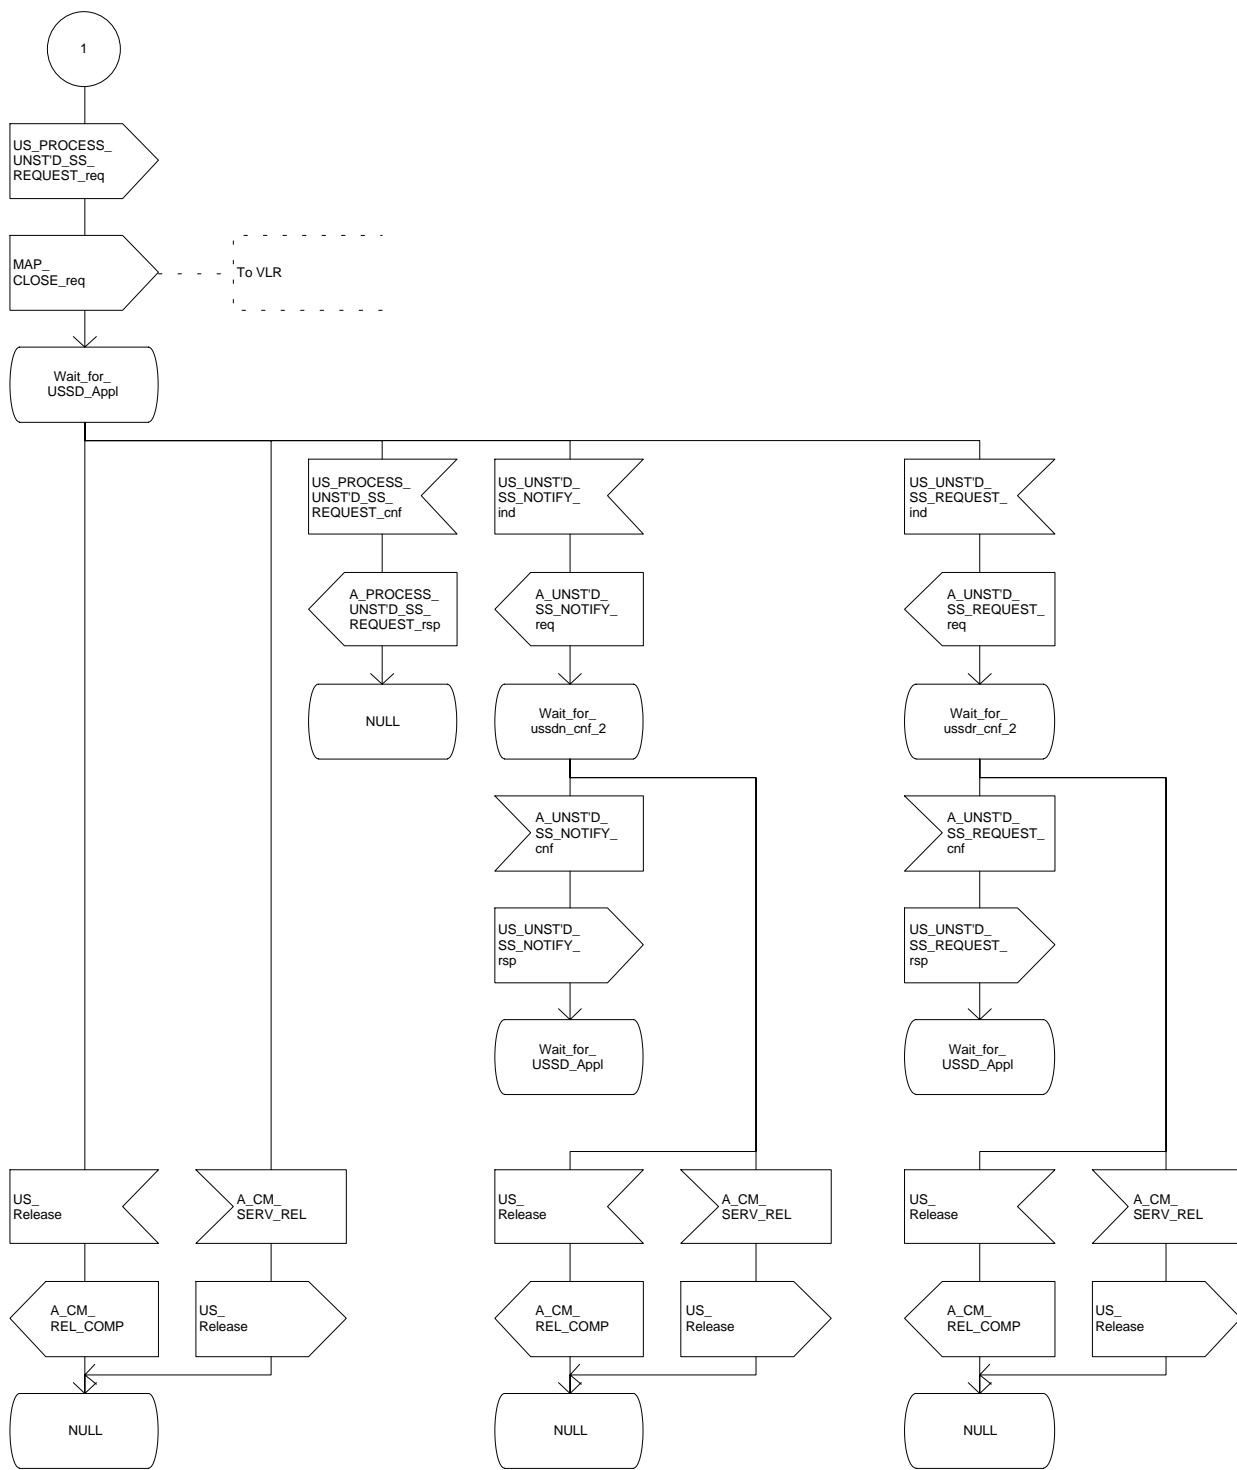 1
US_PROCESS_
UNST'D_SS_
REQUEST_req
MAP_
CLOSE_req
To VLR
Wait_for_
USSD_Appl
US_PROCESS_
UNST'D_SS_
REQUEST_cnf
US_UNST'D_
SS_NOTIFY_
ind
US_UNST'D_
SS_REQUEST_
ind
A_PROCESS_
UNST'D_SS_
REQUEST_rsp
A_UNST'D_
SS_NOTIFY_
req
A_UNST'D_
SS_REQUEST_
req
NULL
Wait_for_
ussdn_cnf_2
Wait_for_
ussdr_cnf_2
A_UNST'D_
SS_NOTIFY_
cnf
A_UNST'D_
SS_REQUEST_
cnf
US_UNST'D_
SS_NOTIFY_
rsp
US_UNST'D_
SS_REQUEST_
rsp
Wait_for_
USSD_Appl
Wait_for_
USSD_Appl
US_
Release
A_CM_
SERV_REL
US_
Release
A_CM_
SERV_REL
US_
Release
A_CM_
SERV_REL
A_CM_
REL_COMP
US_
Release
A_CM_
REL_COMP
US_
Release
A_CM_
REL_COMP
US_
Release
NULL
NULL
NULL